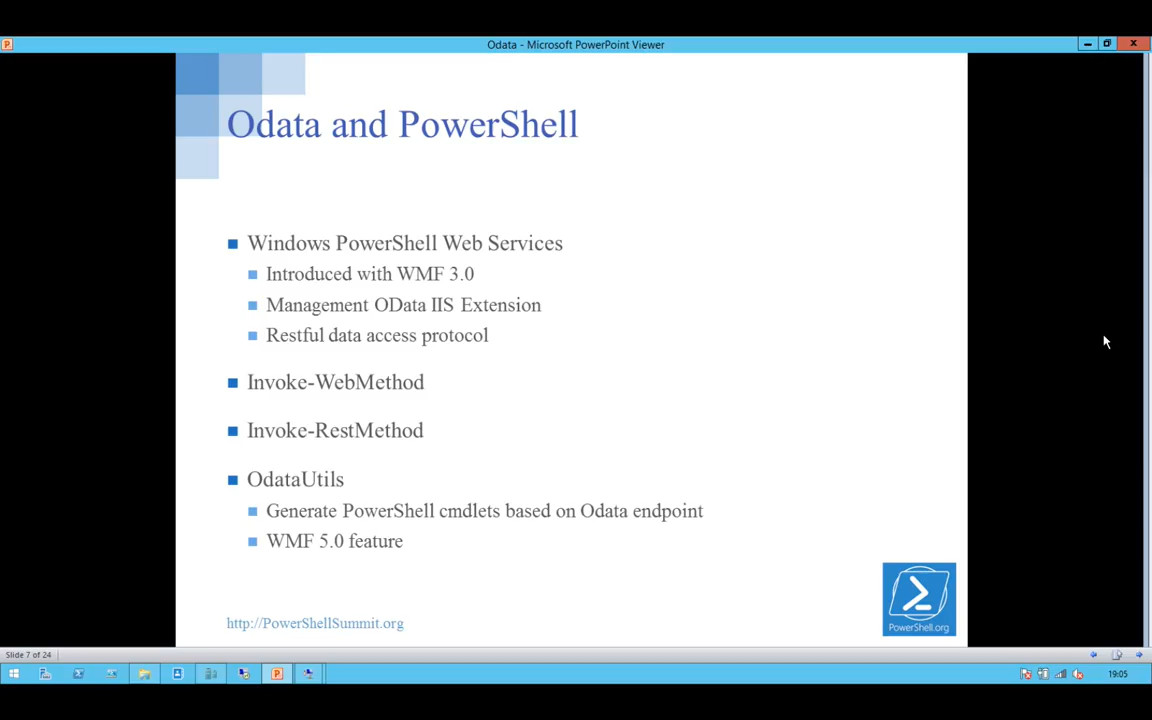 Odata - Microsoft PowerPoint Viewer
Odata and PowerShell
Windows PowerShell Web Services
Introduced with WMF 3.0
Management OData IIS Extension
Restful data access protocol
Invoke-WebMethod
Invoke-RestMethod
OdataUtils
Generate PowerShell cmdlets based on Odata endpoint
WMF 5.0 feature
http://PowerShellSummit.org
PowerShell.org
Slide 7 of 24
19:05